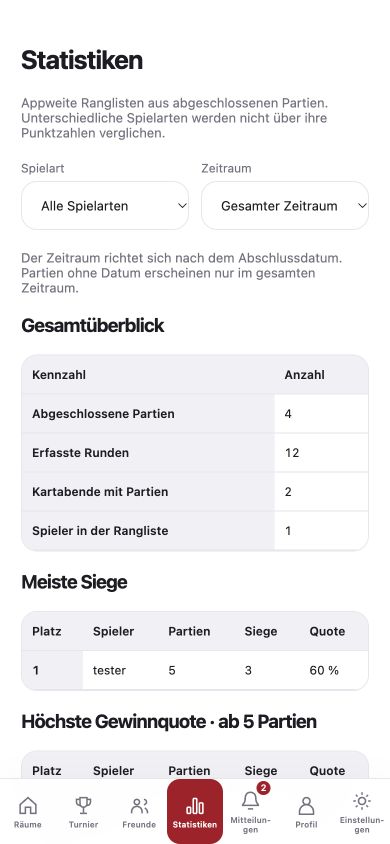 Statistiken
Appweite Ranglisten aus abgeschlossenen Partien.
Unterschiedliche Spielarten werden nicht über ihre
Punktzahlen verglichen.
Spielart Zeitraum
Alle Spielarten Gesamter Zeitraum
Der Zeitraum richtet sich nach dem Abschlussdatum.
Partien ohne Datum erscheinen nur im gesamten
Zeitraum.
Gesamtüberblick
Kennzahl Anzahl
Abgeschlossene Partien 4
Erfasste Runden 12
Kartabende mit Partien 2
Spieler in der Rangliste 1
Meiste Siege
Platz Spieler Partien Siege Quote
1 tester 5 3 60 %
Höchste Gewinnquote · ab 5 Partien
Platz Spieler Partien Siege Quote
2
Räume Turnier Freunde Statistiken Mitteilun-
gen Profil Einstellun-
gen